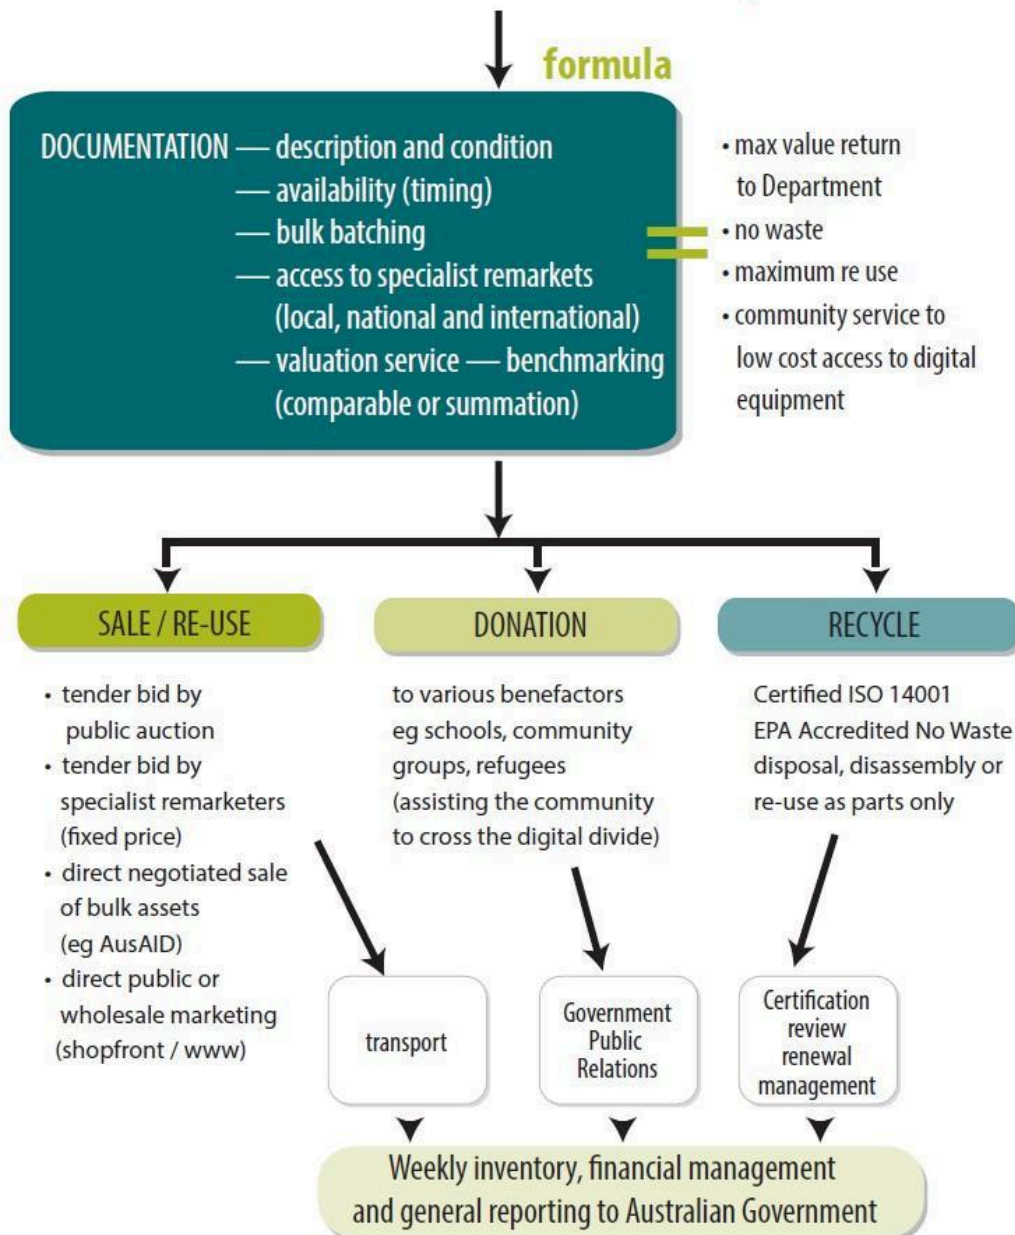 formula
DOCUMENTATION — description and condition
— availability (timing)
— bulk batching
— access to specialist remarkets
(local, national and international)
— valuation service — benchmarking
(comparable or summation)
=
• max value return
to Department
• no waste
• maximum re use
• community service to
low cost access to digital
equipment
SALE / RE-USE
• tender bid by
public auction
• tender bid by
specialist remarketers
(fixed price)
• direct negotiated sale
of bulk assets
(eg AusAID)
• direct public or
wholesale marketing
(shopfront / www)
DONATION
to various benefactors
eg schools, community
groups, refugees
(assisting the community
to cross the digital divide)
RECYCLE
Certified ISO 14001
EPA Accredited No Waste
disposal, disassembly or
re-use as parts only
transport
Government
Public
Relations
Certification
review
renewal
management
Weekly inventory, financial management
and general reporting to Australian Government